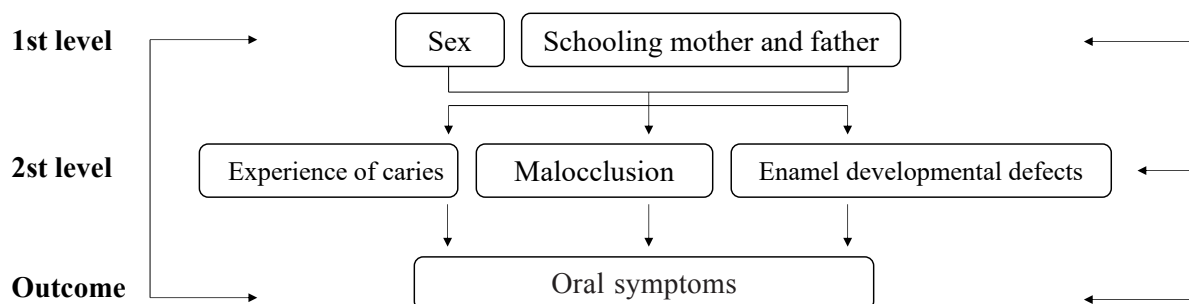 1st level Sex Schooling mother and father
2st level Experience of caries Malocclusion Enamel developmental defects
Outcome Oral symptoms